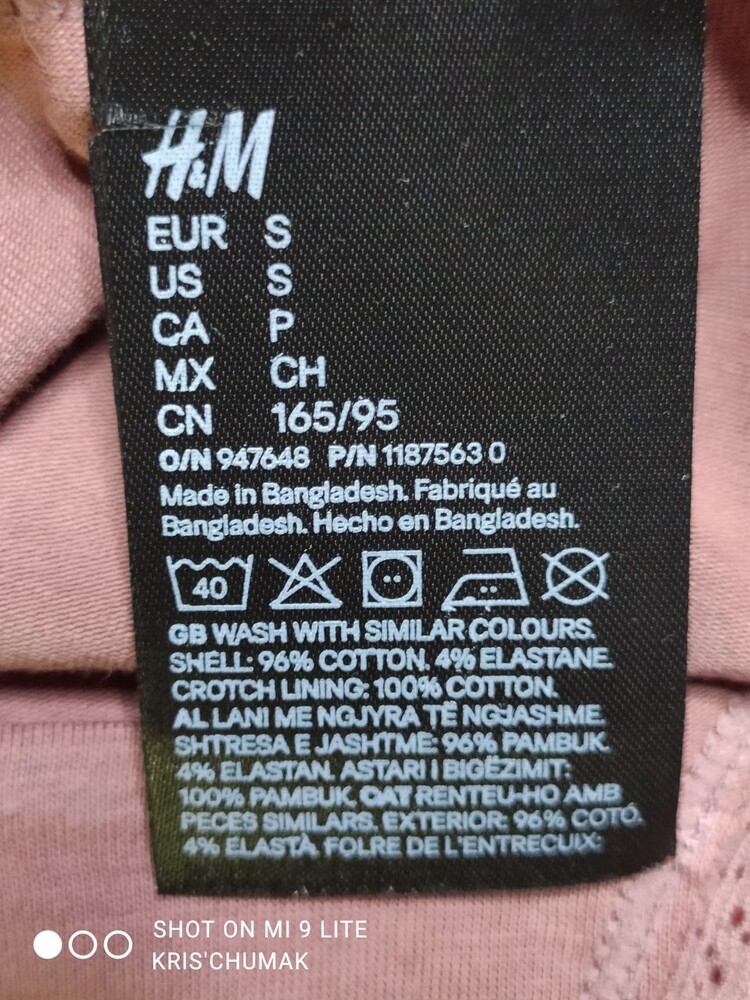 H&M
EUR S
US S
CA P
MX CH
CN 165/95
O/N 947648 P/N 1187563 0
Made in Bangladesh. Fabriqué au
Bangladesh. Hecho en Bangladesh.
40
GB WASH WITH SIMILAR COLOURS.
SHELL: 96% COTTON. 4% ELASTANE.
CROTCH LINING: 100% COTTON.
AL LANI ME NGJYRA TË NGJASHME.
SHTRESA E JASHTME: 96% PAMBUK.
4% ELASTAN. ASTARI I BIGËZIMIT:
100% PAMBUK. CAT RENTEU-HO AMB
PECES SIMILARS. EXTERIOR: 96% COTÓ.
4% ELASTÀ. FOLRE DE L'ENTRECUIX:
SHOT ON MI 9 LITE
KRIS'CHUMAK